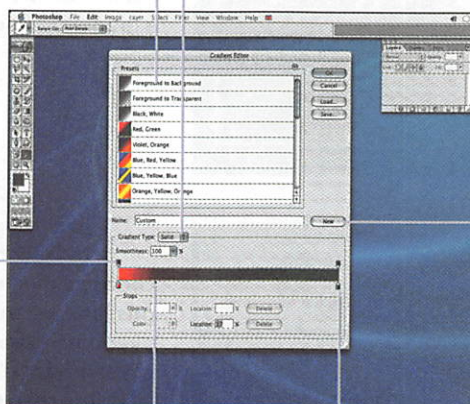 Photoshop File Edit Image Layer Select Filter View Window Help
Gradient Editor
Presets
Foreground to Background
Foreground to Transparent
Black, White
Red, Green
Violet, Orange
Blue, Red, Yellow
Blue, Yellow, Blue
Orange, Yellow, Orange
OK
Cancel
Load...
Save...
Name: Custom
New
Gradient Type: Solid
Smoothness: 100 %
Stops
Opacity: % Location: % Delete
Color: Location: % Delete
Layers